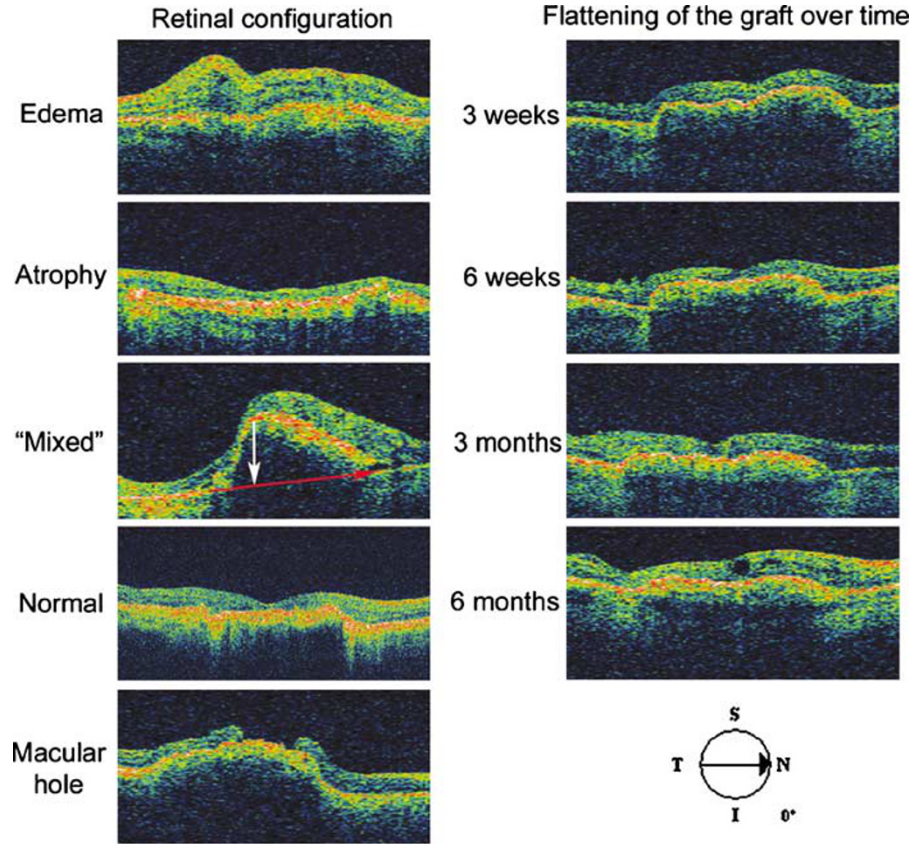 Retinal configuration
Edema
Atrophy
“Mixed”
Normal
Macular
hole
Flattening of the graft over time
3 weeks
6 weeks
3 months
6 months
S
T N
I 0°